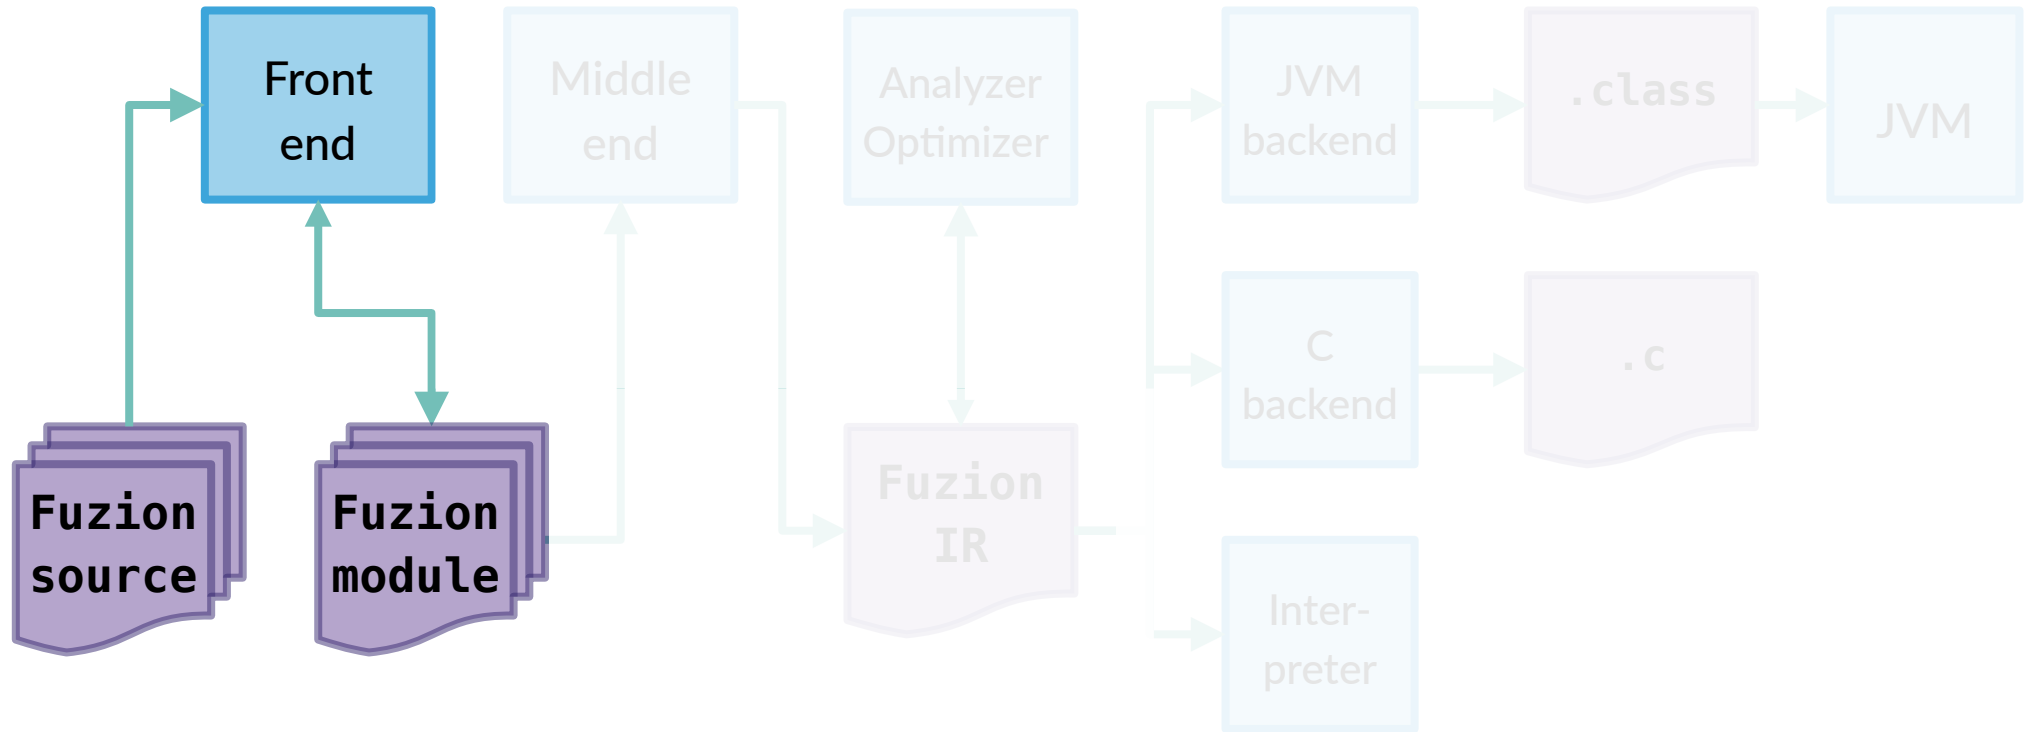 Front
end
Middle
end
Analyzer
Optimizer
JVM
backend
.class
JVM
C
backend
.c
Fuzion
source
Fuzion
module
Fuzion
IR
Inter-
preter